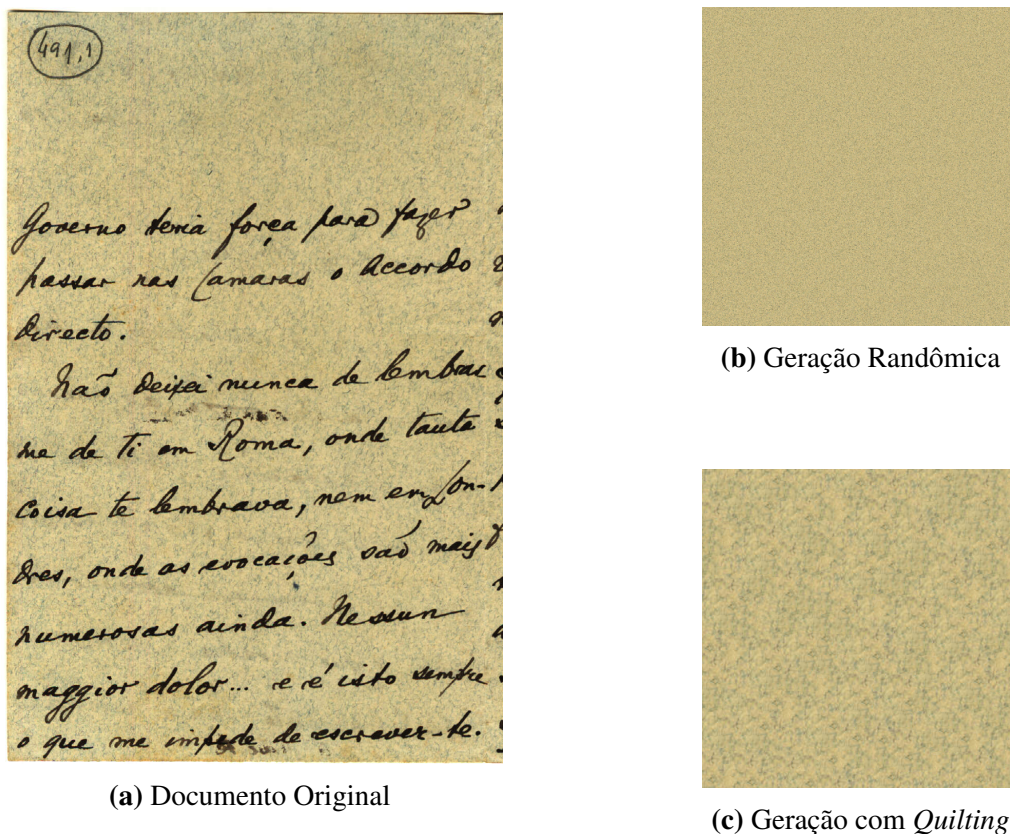 491,1
Governo teria força para fazer
passar nas Camaras o Accordo
directo.
Não deixei nunca de lembrar
me de ti em Roma, onde tanta
coisa te lembrava, nem em Lon-
dres, onde as evocações são mais
numerosas ainda. Nessun
maggior dolor... e é isto sempre
o que me impede de escrever-te.
(a) Documento Original
(b) Geração Randômica
(c) Geração com Quilting